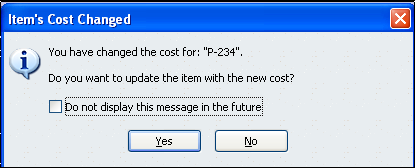 Item's Cost Changed
You have changed the cost for: "P-234".
Do you want to update the item with the new cost?
Do not display this message in the future
Yes No